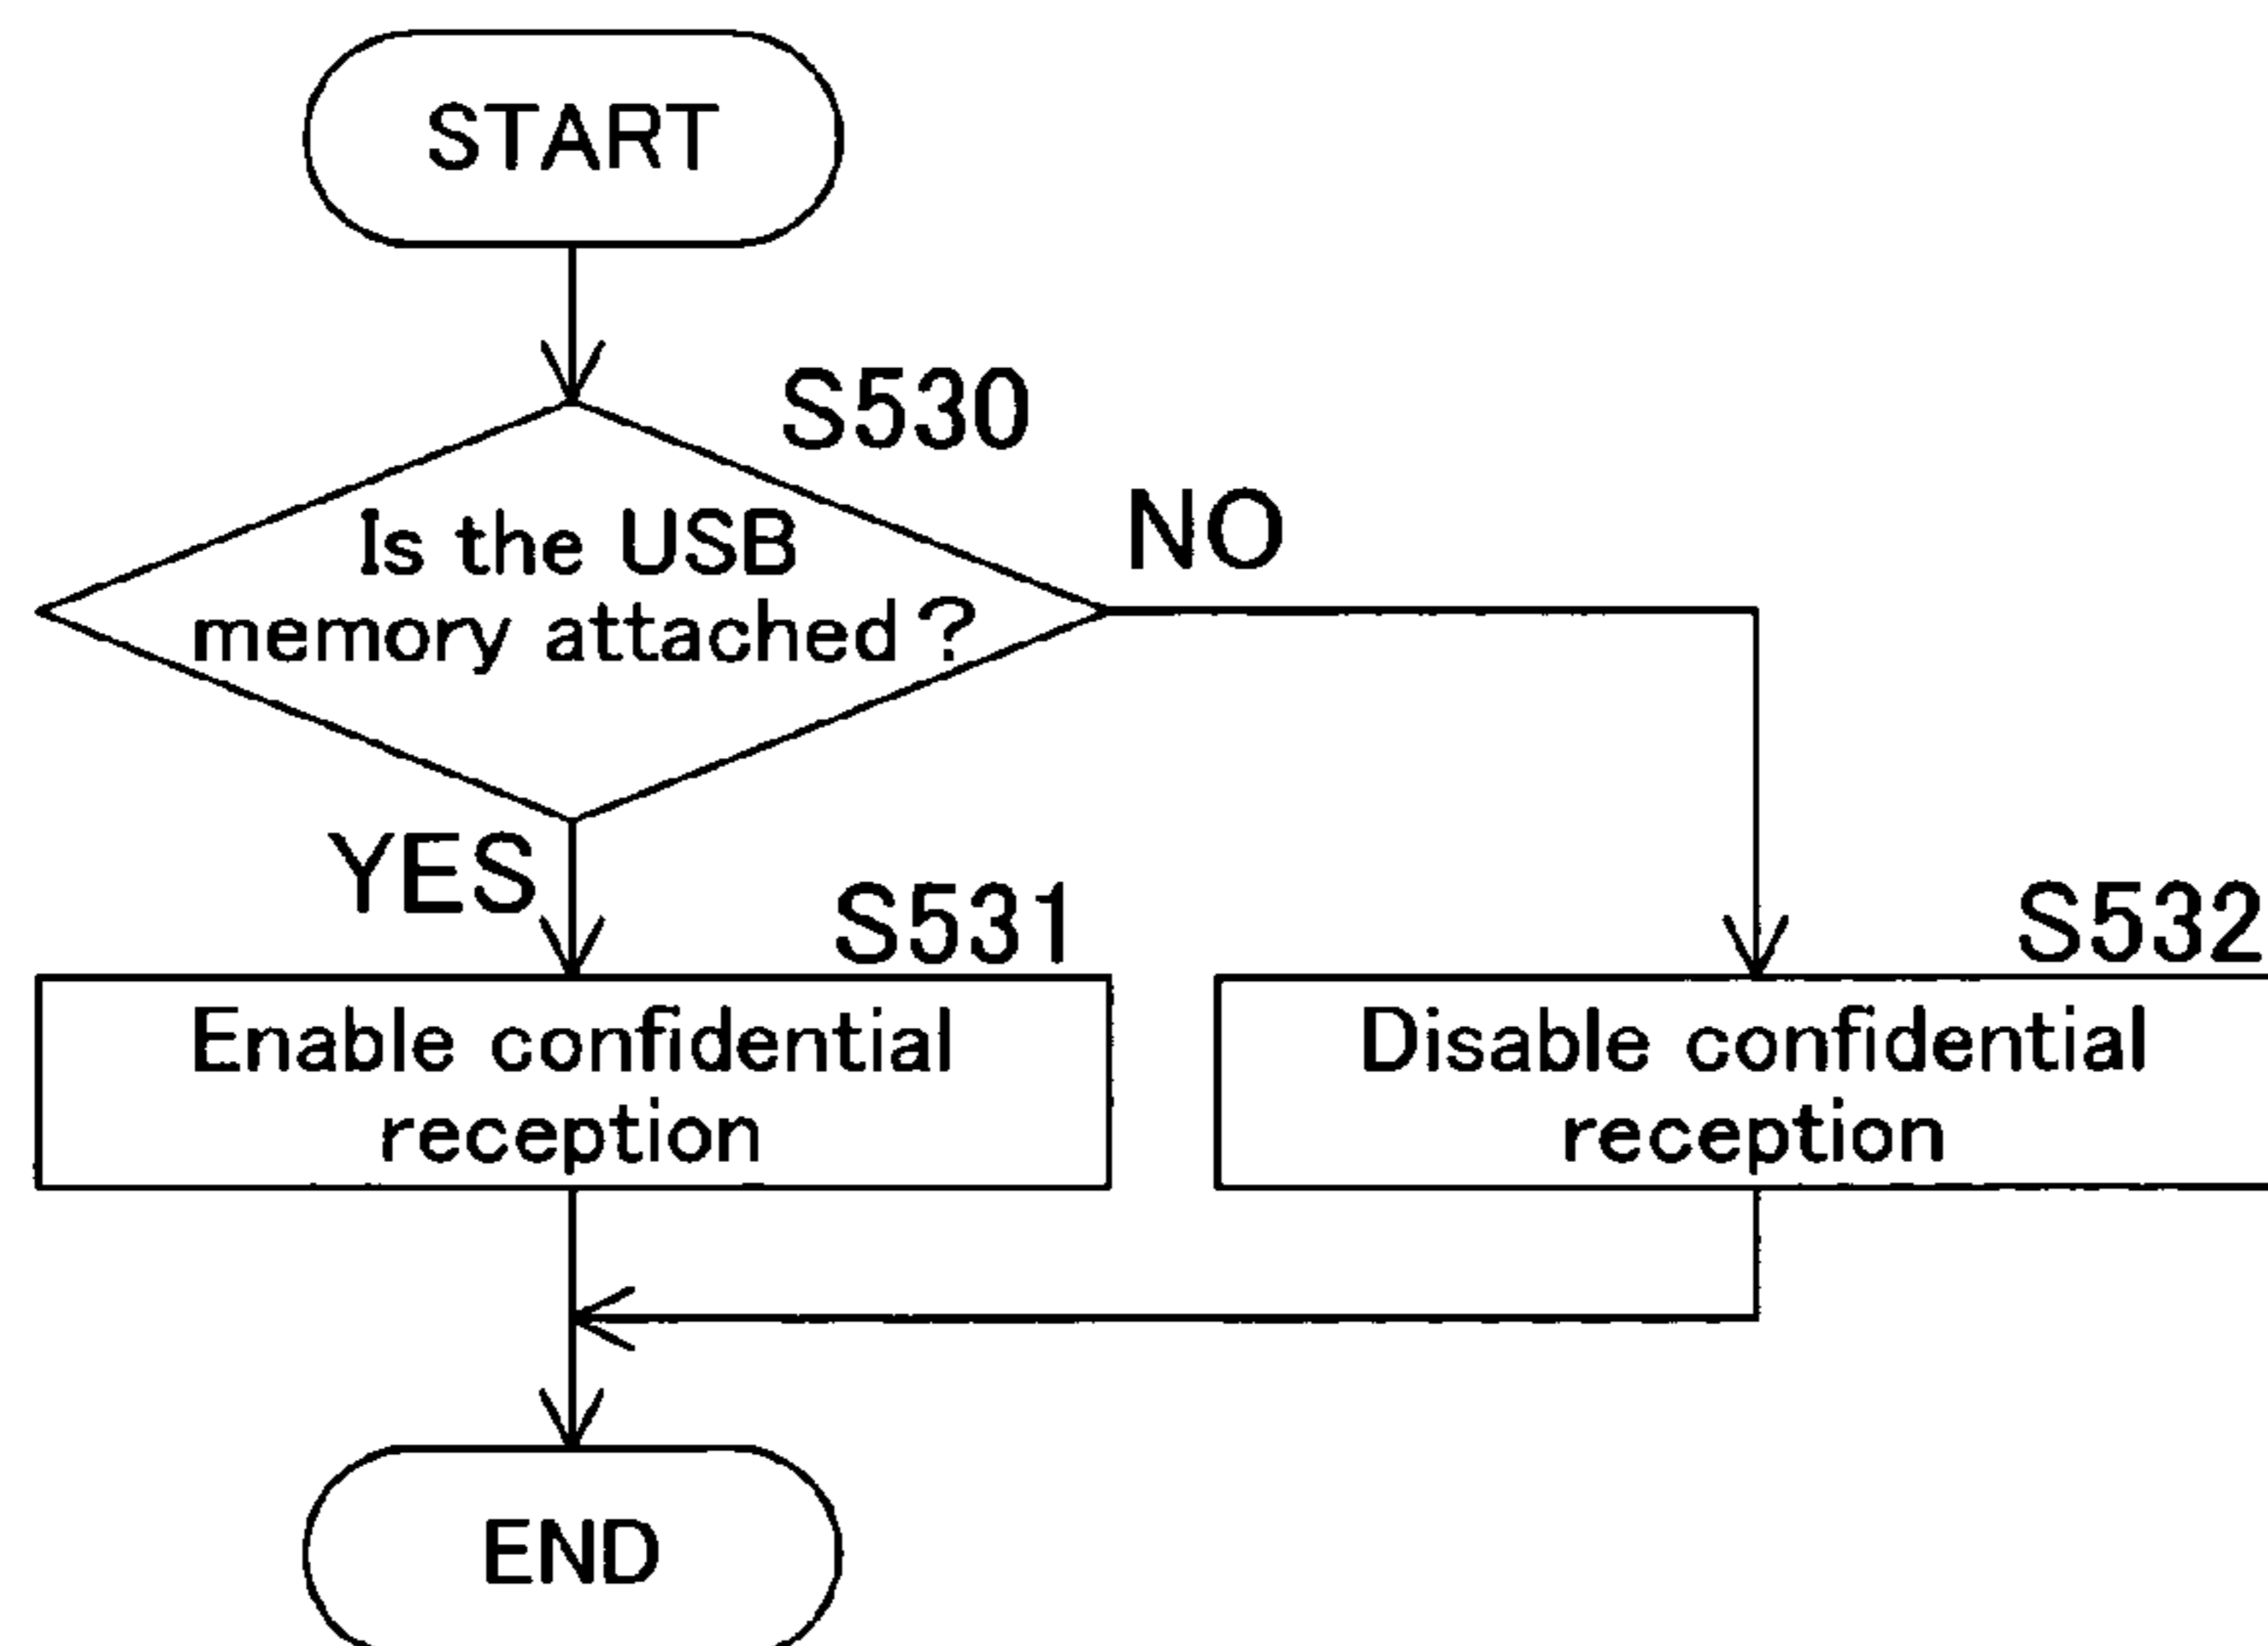 START
S530
Is the USB
memory attached ?
NO
YES
S531
S532
Enable confidential
reception
Disable confidential
reception
END